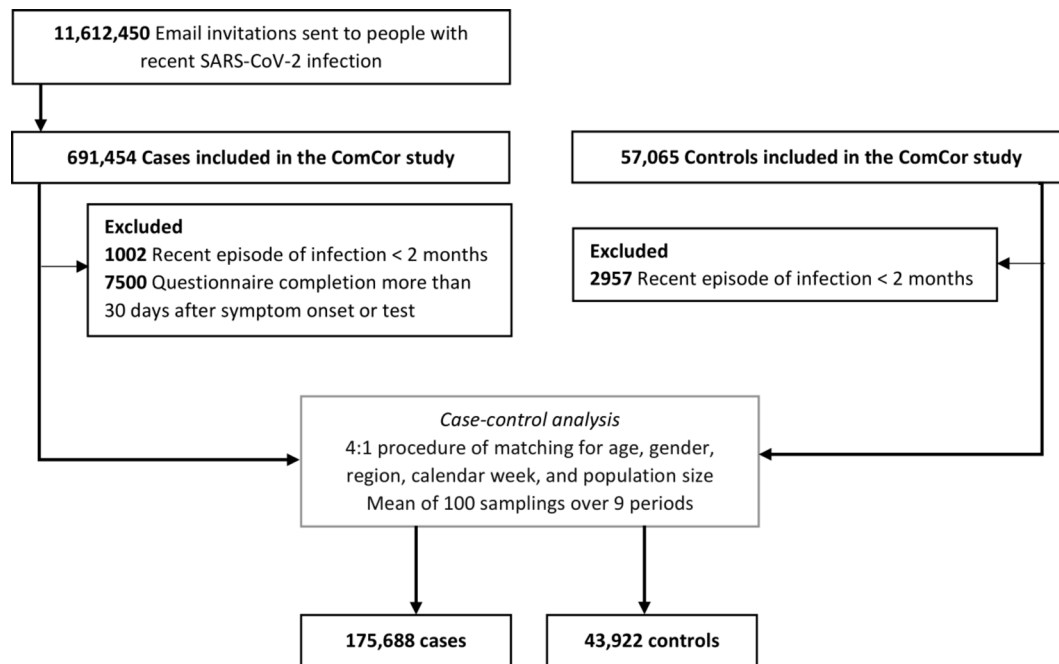 11,612,450 Email invitations sent to people with
recent SARS-CoV-2 infection
691,454 Cases included in the ComCor study
57,065 Controls included in the ComCor study
Excluded
1002 Recent episode of infection < 2 months
7500 Questionnaire completion more than
30 days after symptom onset or test
Excluded
2957 Recent episode of infection < 2 months
Case-control analysis
4:1 procedure of matching for age, gender,
region, calendar week, and population size
Mean of 100 samplings over 9 periods
175,688 cases
43,922 controls